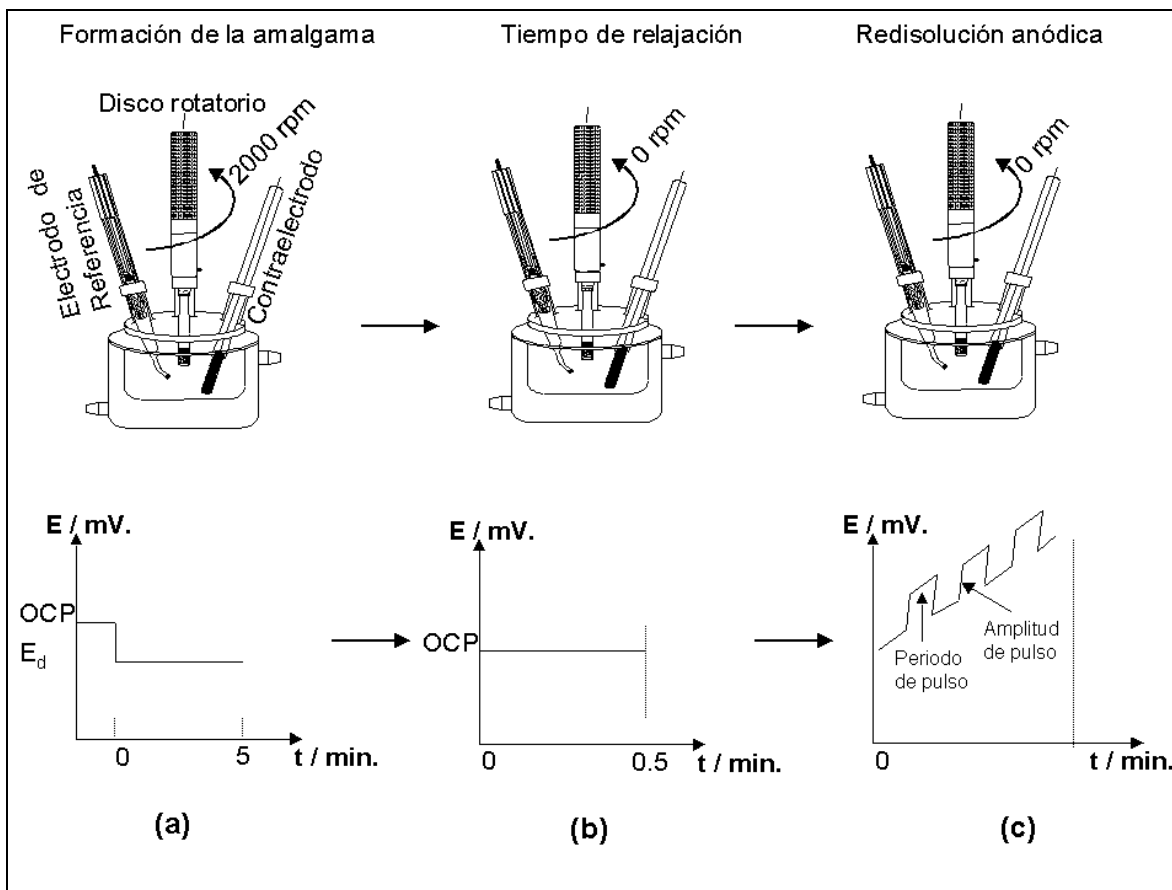 Formación de la amalgama
Tiempo de relajación
Redisolución anódica
Disco rotatorio
2000 rpm
Electrodo de
Referencia
Contraelectrodo
0 rpm
0 rpm
E / mV.
OCP
E_d
0
5
t / min.
(a)
E / mV.
OCP
0
0.5
t / min.
(b)
E / mV.
Periodo
de pulso
Amplitud
de pulso
0
t / min.
(c)